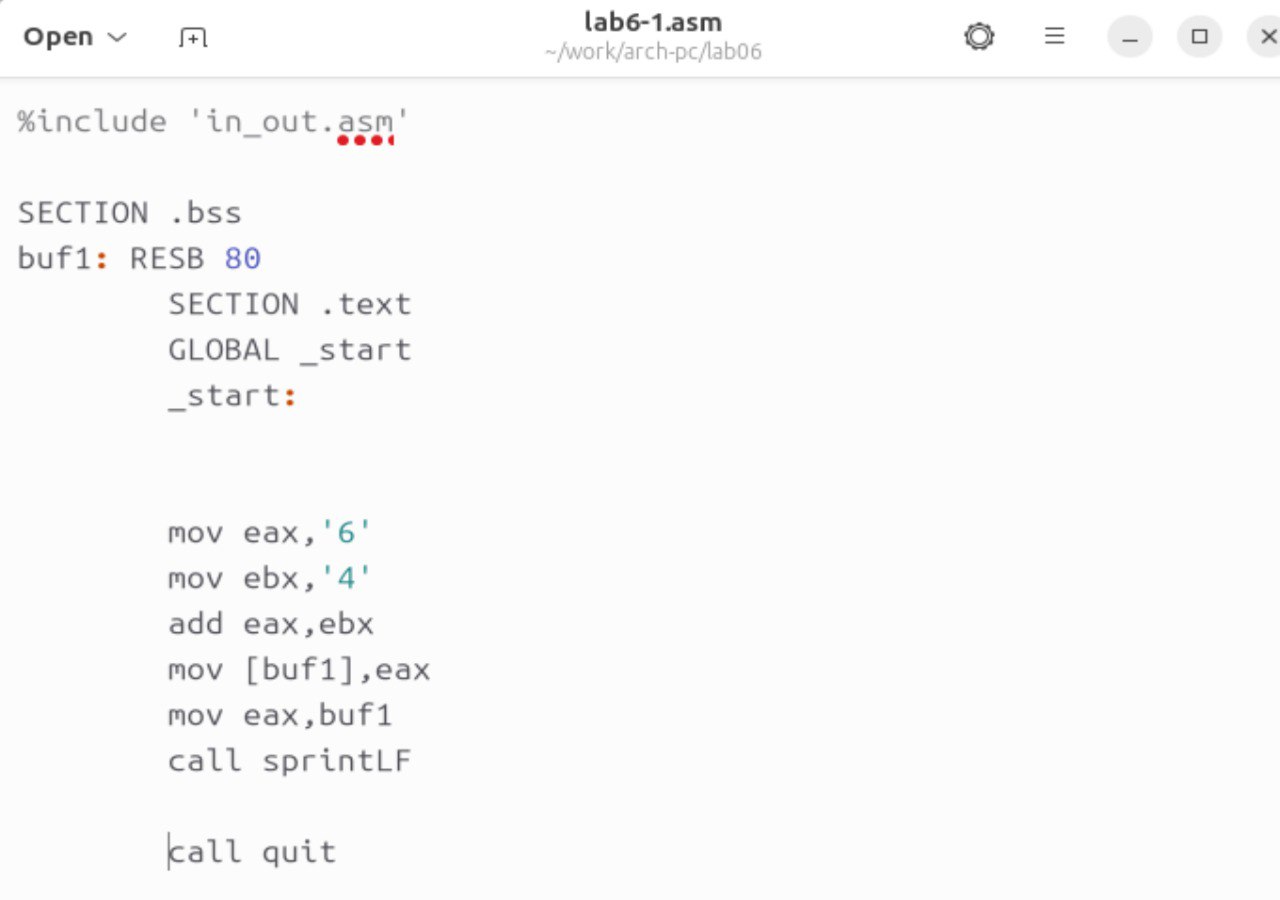 Open
lab6-1.asm
~/work/arch-pc/lab06
%include 'in_out.asm'
SECTION .bss
buf1: RESB 80
SECTION .text
GLOBAL _start
_start:
mov eax,'6'
mov ebx,'4'
add eax,ebx
mov [buf1],eax
mov eax,buf1
call sprintLF
call quit